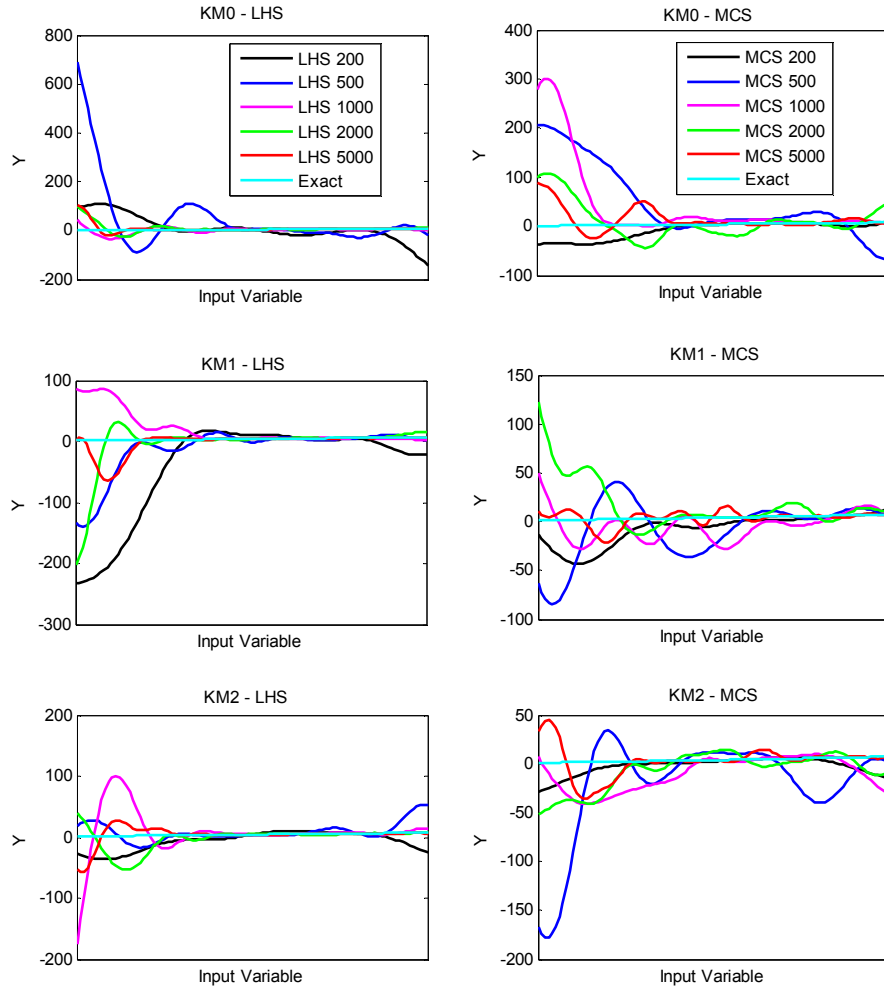 KM0 - LHS
800
600
400
200
0
-200
Y
Input Variable
LHS 200
LHS 500
LHS 1000
LHS 2000
LHS 5000
Exact
KM0 - MCS
400
300
200
100
0
-100
Y
Input Variable
MCS 200
MCS 500
MCS 1000
MCS 2000
MCS 5000
Exact
KM1 - LHS
100
0
-100
-200
-300
Y
Input Variable
KM1 - MCS
150
100
50
0
-50
-100
Y
Input Variable
KM2 - LHS
200
100
0
-100
-200
Y
Input Variable
KM2 - MCS
50
0
-50
-100
-150
-200
Y
Input Variable